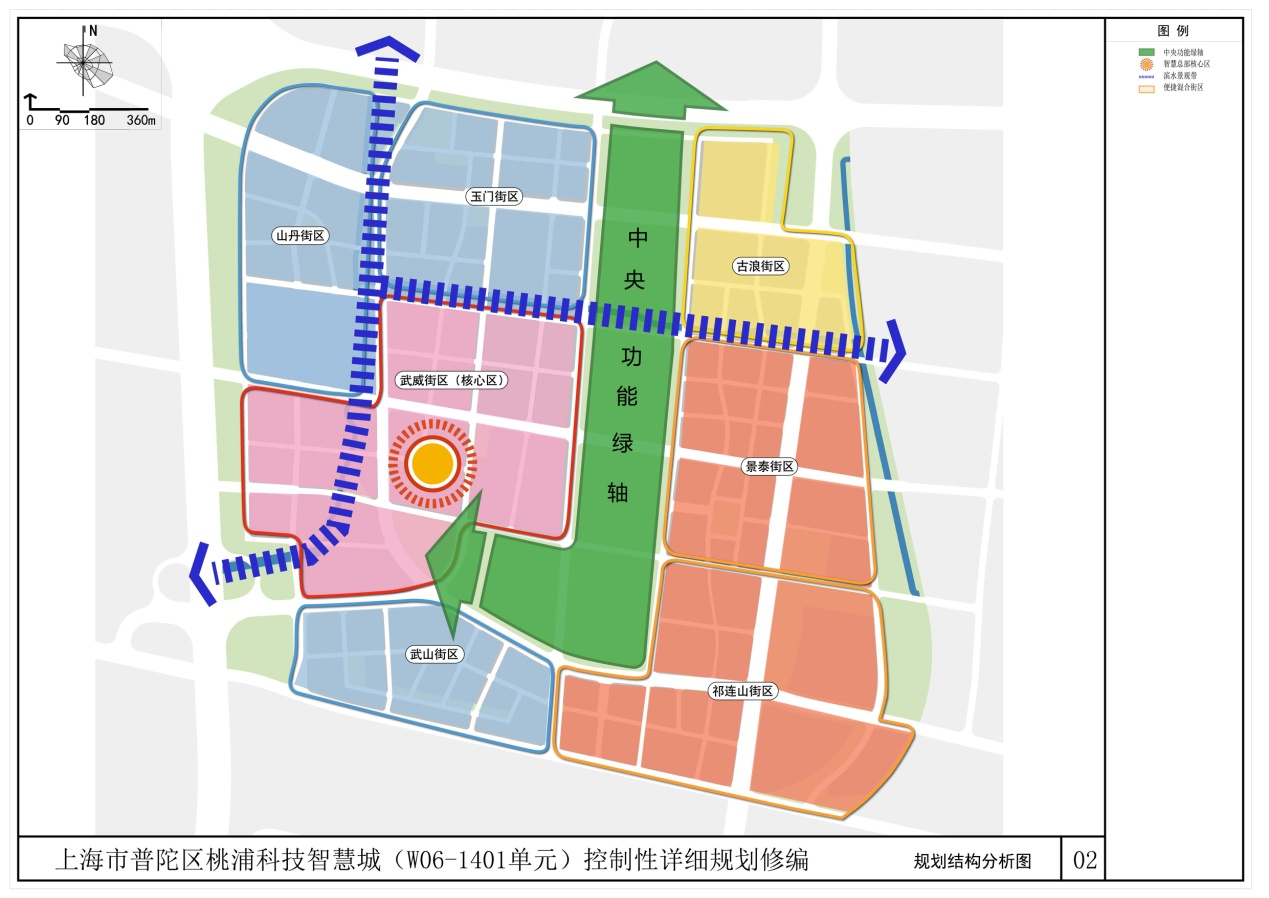 N
0 90 180 360m
图 例
中央功能绿轴
智慧总部核心区
滨水景观带
便捷混合街区
玉门街区
山丹街区
中
央
功
能
绿
轴
古浪街区
武威街区（核心区）
景泰街区
武山街区
祁连山街区
上海市普陀区桃浦科技智慧城（W06-1401单元）控制性详细规划修编
规划结构分析图
02